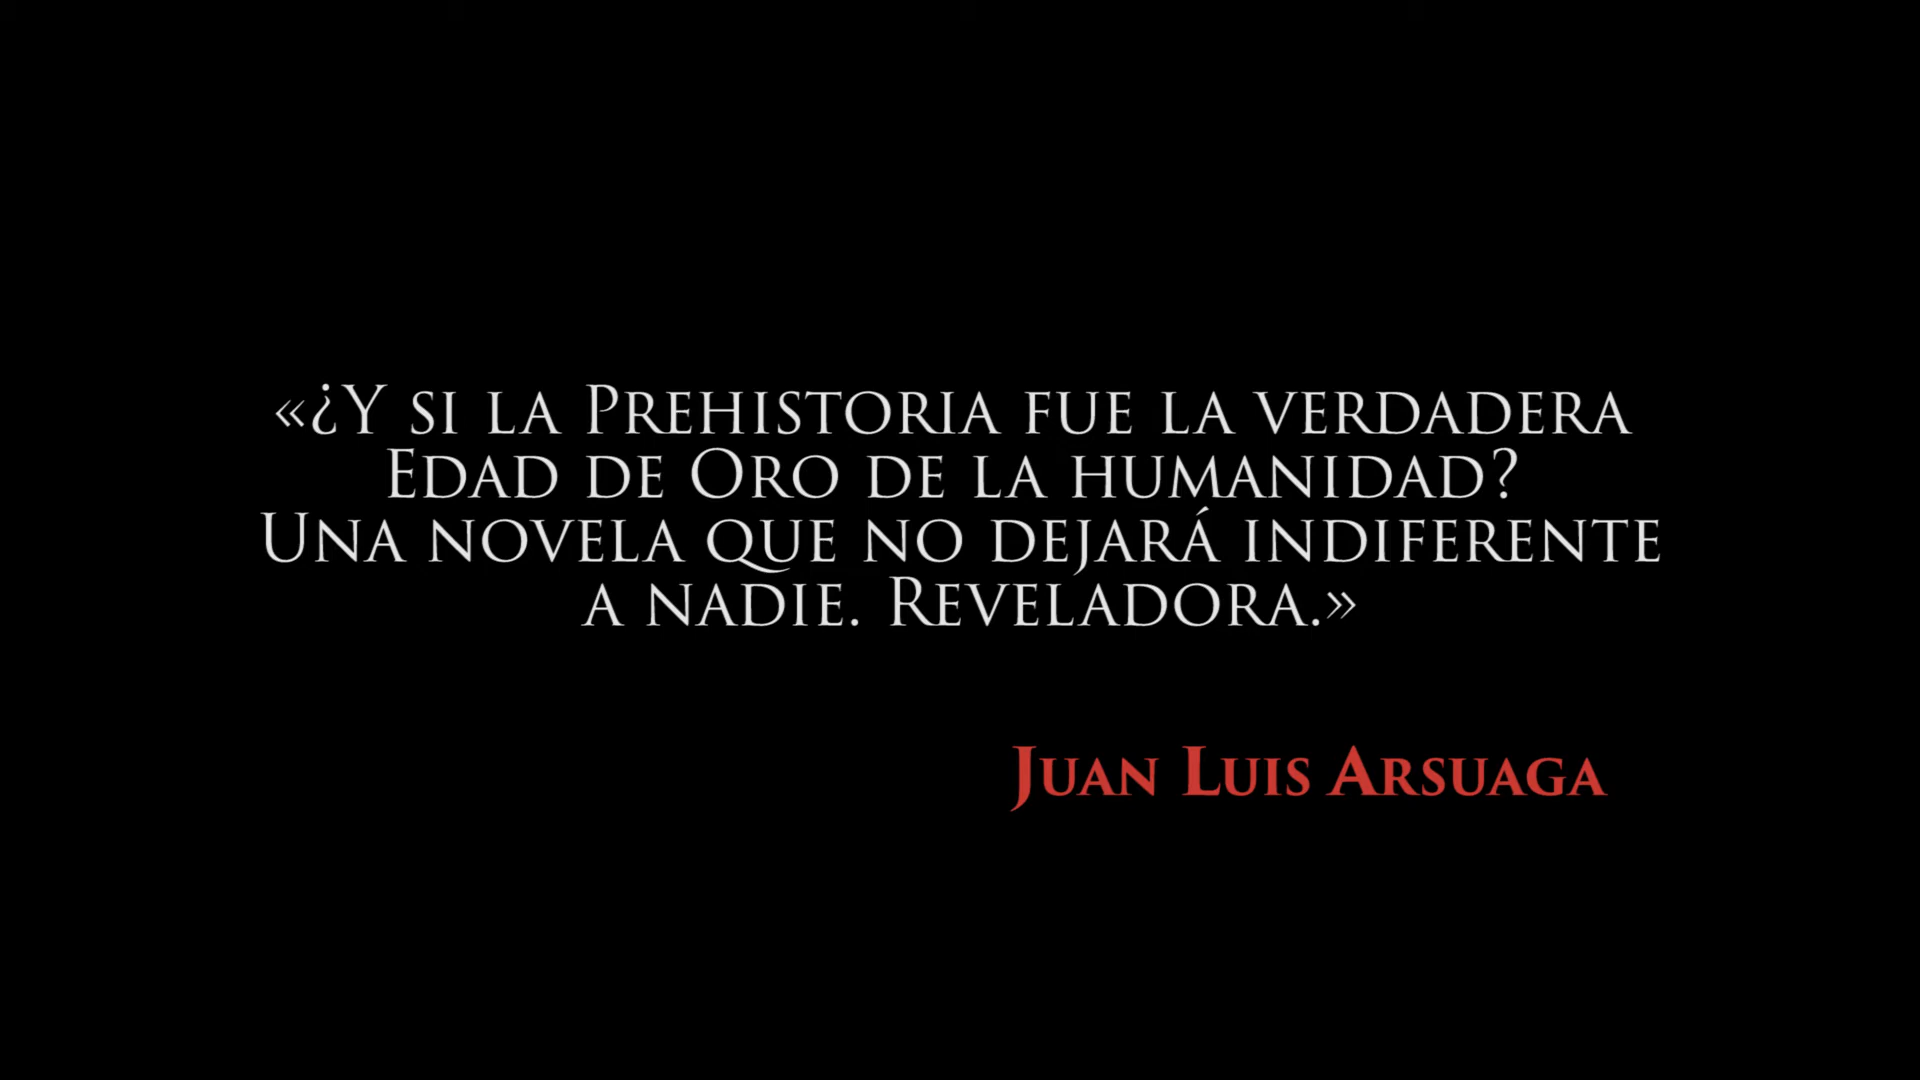 «¿Y si la Prehistoria fue la verdadera
Edad de Oro de la humanidad?
Una novela que no dejará indiferente
a nadie. Reveladora.»
Juan Luis Arsuaga